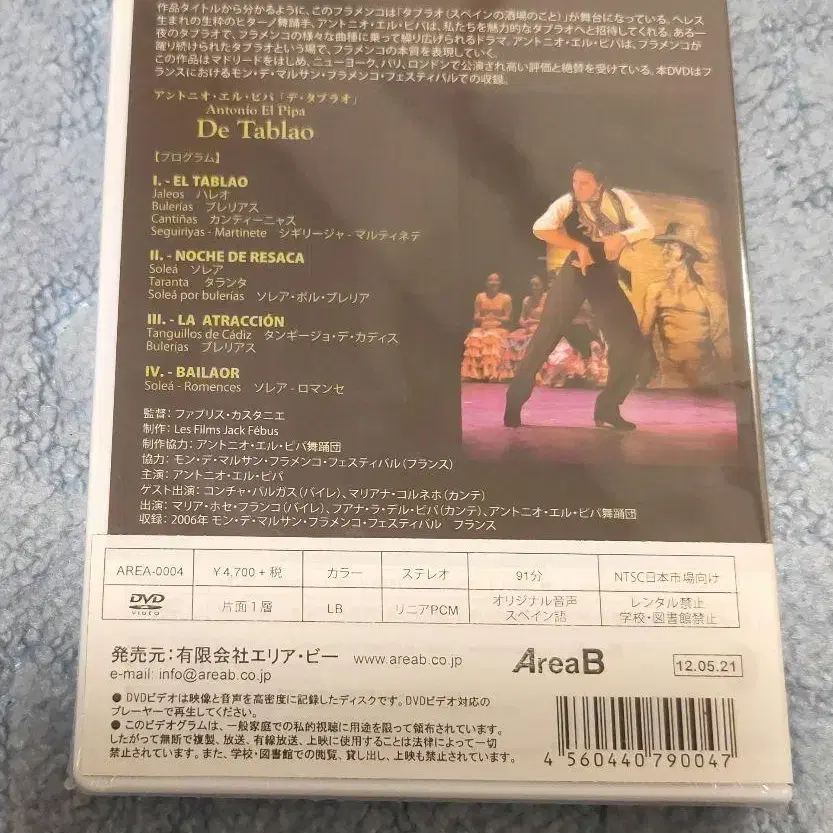 作品タイトルから分かるように、このフラメンコは「タブラオ(スペインの酒場のこと)」が舞台になっている。ヘレス
生まれの生粋のヒターノ舞踊手、アントニオ・エル・ピパは、私たちを魅力的なタブラオへと招待してくれる。ある一
夜のタブラオで、フラメンコの様々な曲種に乗って繰り広げられるドラマ。アントニオ・エル・ピパは、フラメンコが
躍り続けられたタブラオという場で、フラメンコの本質を表現していく。
この作品はマドリードをはじめ、ニューヨーク、パリ、ロンドンで公演され高い評価と絶賛を受けている。本DVDはフ
ランスにおけるモン・デ・マルサン・フラメンコ・フェスティバルでの収録。
アントニオ・エル・ピパ「デ・タブラオ」
Antonio El Pipa
De Tablao
【プログラム】
I. - EL TABLAO
Jaleos ハレオ
Bulerías ブレリアス
Cantiñas カンティーニャス
Seguiriyas - Martinete シギリージャ - マルティネテ
II. - NOCHE DE RESACA
Soleá ソレア
Taranta タランタ
Soleá por bulerías ソレア・ポル・ブレリア
III. - LA ATRACCIÓN
Tanguillos de Cádiz タンギージョ・デ・カディス
Bulerías ブレリアス
IV. - BAILAOR
Soleá - Romences ソレア - ロマンセ
監督: ファブリス・カスタニエ
制作: Les Films Jack Fébus
制作協力: アントニオ・エル・ピパ舞踊団
協力: モン・デ・マルサン・フラメンコ・フェスティバル(フランス)
主演: アントニオ・エル・ピパ
ゲスト出演: コンチャ・バルガス(バイレ)、マリアナ・コルネホ(カンテ)
出演: マリア・ホセ・フランコ(バイレ)、フアナ・ラ・デル・ピパ(カンテ)、アントニオ・エル・ピパ舞踊団
収録: 2006年 モン・デ・マルサン・フラメンコ・フェスティバル フランス
AREA-0004 ¥4,700+税 カラー ステレオ 91分 NTSC日本市場向け
DVD VIDEO 片面1層 LB リニアPCM オリジナル音声 スペイン語 レンタル禁止 学校・図書館禁止
発売元: 有限会社エリア・ビー www.areab.co.jp AreaB 12.05.21
e-mail: info@areab.co.jp
●DVDビデオは映像と音声を高密度に記録したディスクです。DVDビデオ対応の
プレーヤーで再生してください。
●このビデオグラムは、一般家庭での私的視聴に用途を限って領布されています。
したがって無断で複製、放送、有線放送、上映に使用することは法律によって一切
禁止されています。また、学校・図書館での閲覧、貸し出し、上映も禁止されています。
4 560440 790047